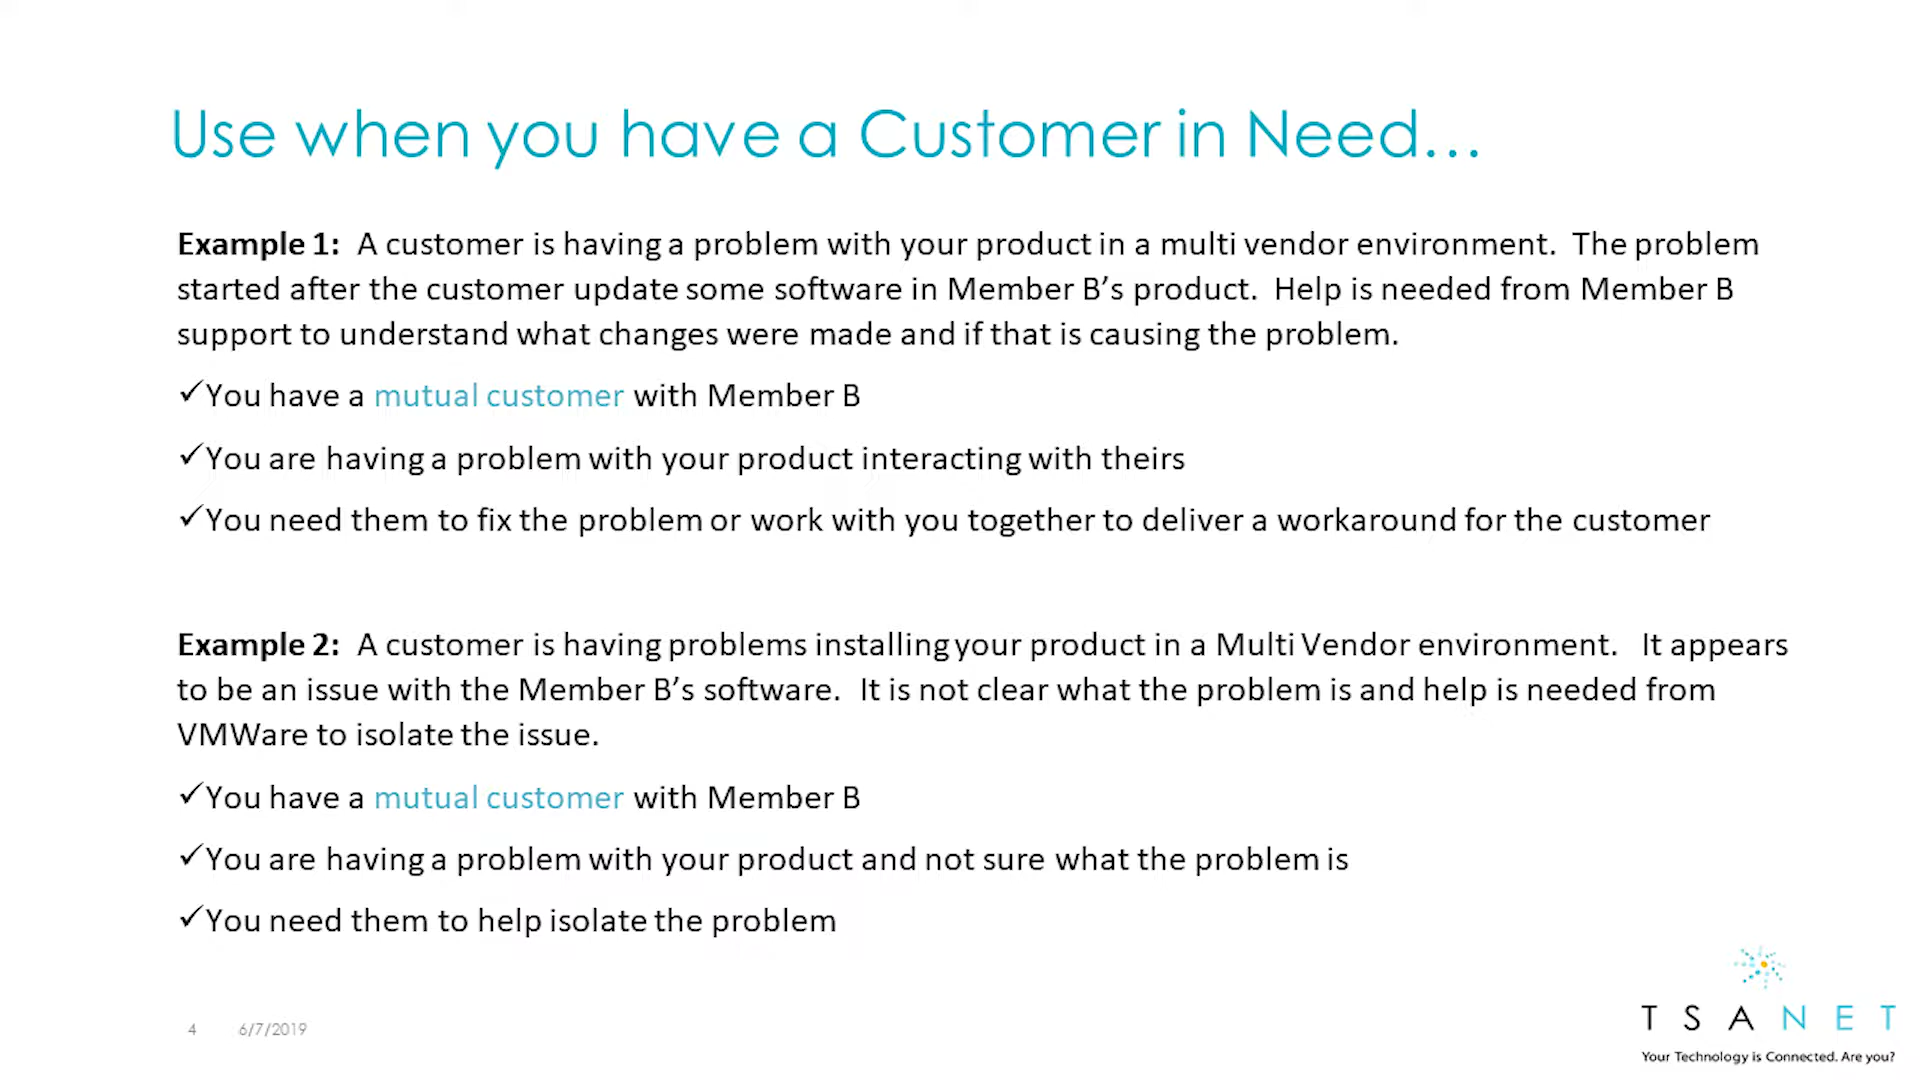 Use when you have a Customer in Need...
Example 1: A customer is having a problem with your product in a multi vendor environment. The problem
started after the customer update some software in Member B’s product. Help is needed from Member B
support to understand what changes were made and if that is causing the problem.
✓You have a mutual customer with Member B
✓You are having a problem with your product interacting with theirs
✓You need them to fix the problem or work with you together to deliver a workaround for the customer
Example 2: A customer is having problems installing your product in a Multi Vendor environment. It appears
to be an issue with the Member B’s software. It is not clear what the problem is and help is needed from
VMWare to isolate the issue.
✓You have a mutual customer with Member B
✓You are having a problem with your product and not sure what the problem is
✓You need them to help isolate the problem
4 6/7/2019
TSANET
Your Technology is Connected. Are you?